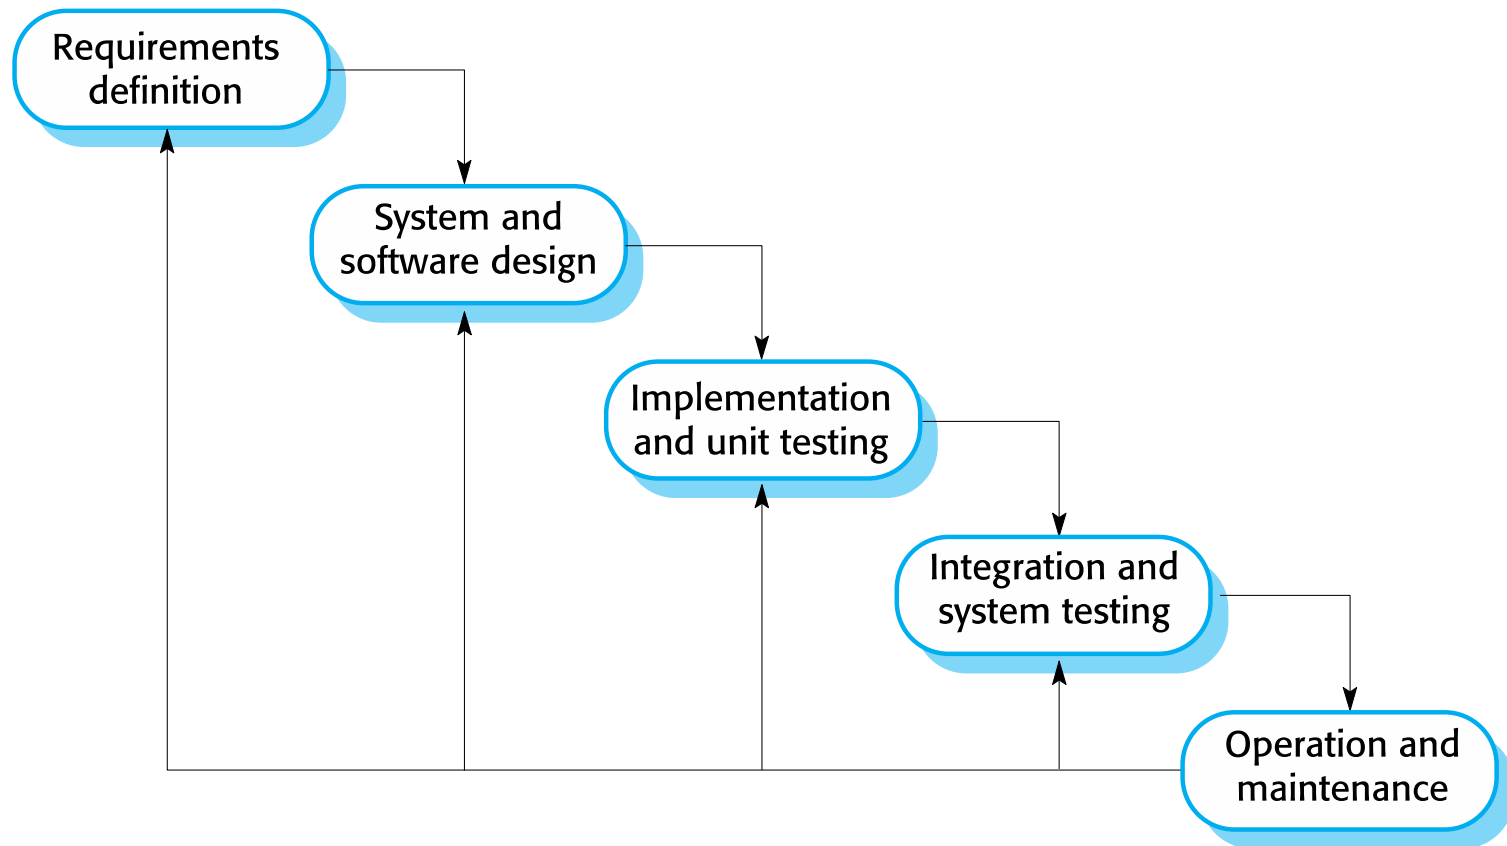 Requirements
definition
System and
software design
Implementation
and unit testing
Integration and
system testing
Operation and
maintenance